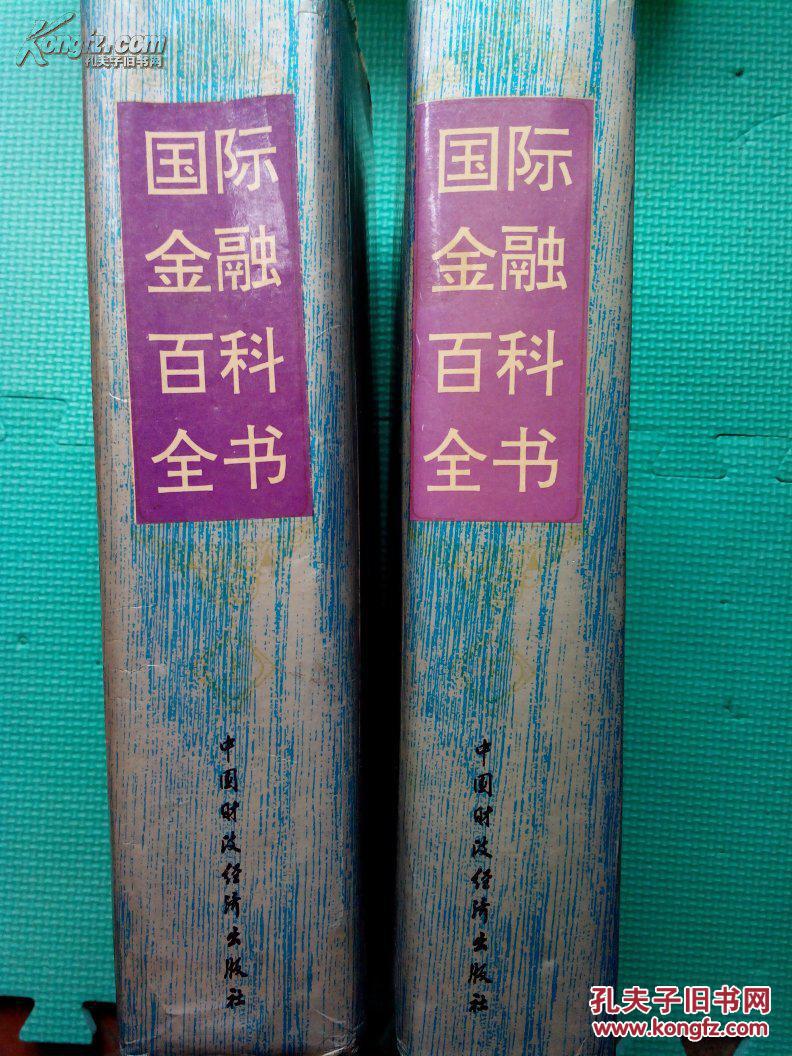 Kongfz.com
孔夫子旧书网
国际
金融
百科
全书
中国财政经济出版社
国际
金融
百科
全书
中国财政经济出版社
孔夫子旧书网
www.kongfz.com